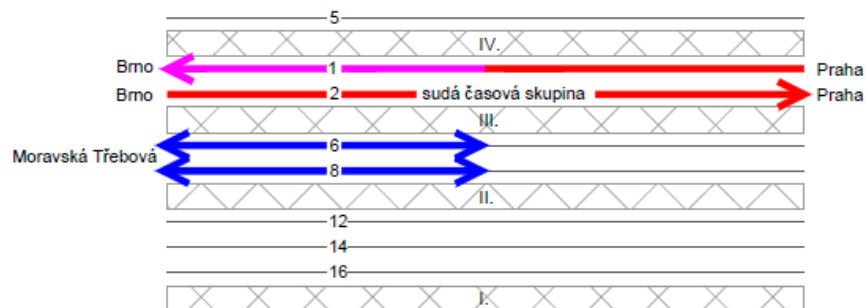 5
IV.
Brno 1 Praha
Brno 2 sudá časová skupina Praha
III.
6
Moravská Třebová
8
II.
12
14
16
I.